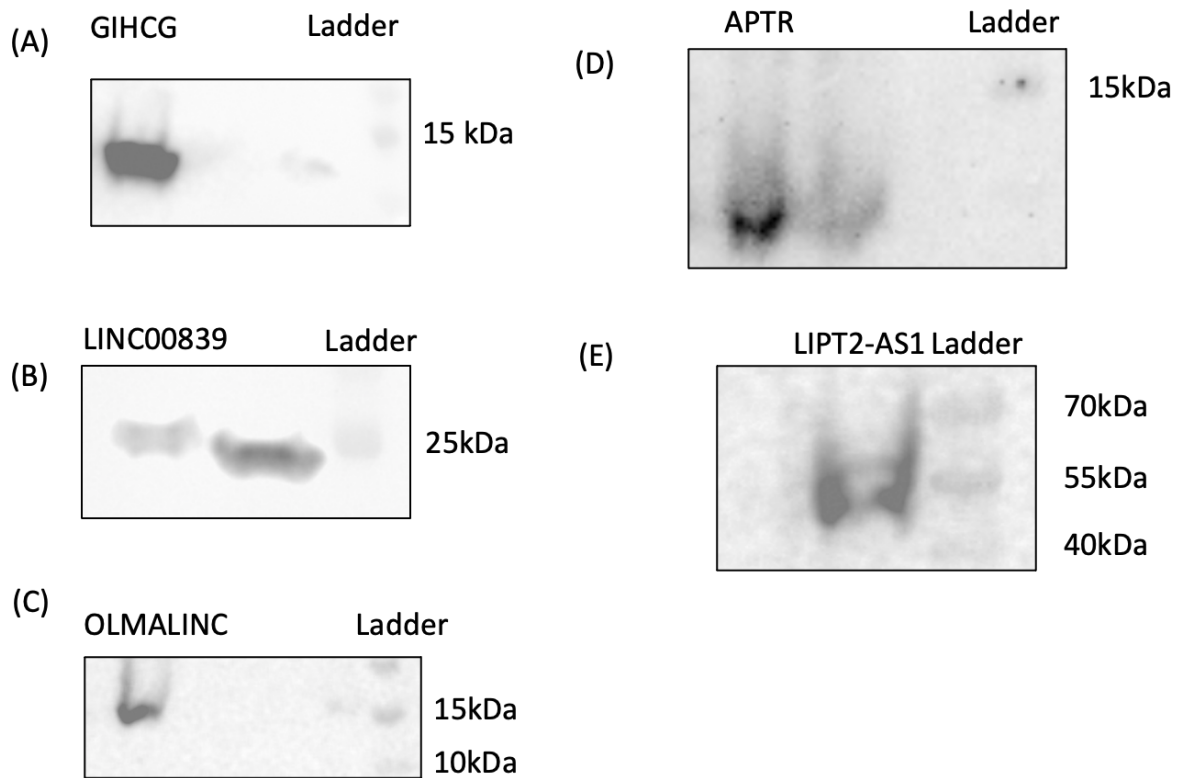 (A)
GIHCG Ladder
15 kDa
(B)
LINC00839 Ladder
25kDa
(C)
OLMALINC Ladder
15kDa
10kDa
(D)
APTR Ladder
15kDa
(E)
LIPT2-AS1 Ladder
70kDa
55kDa
40kDa